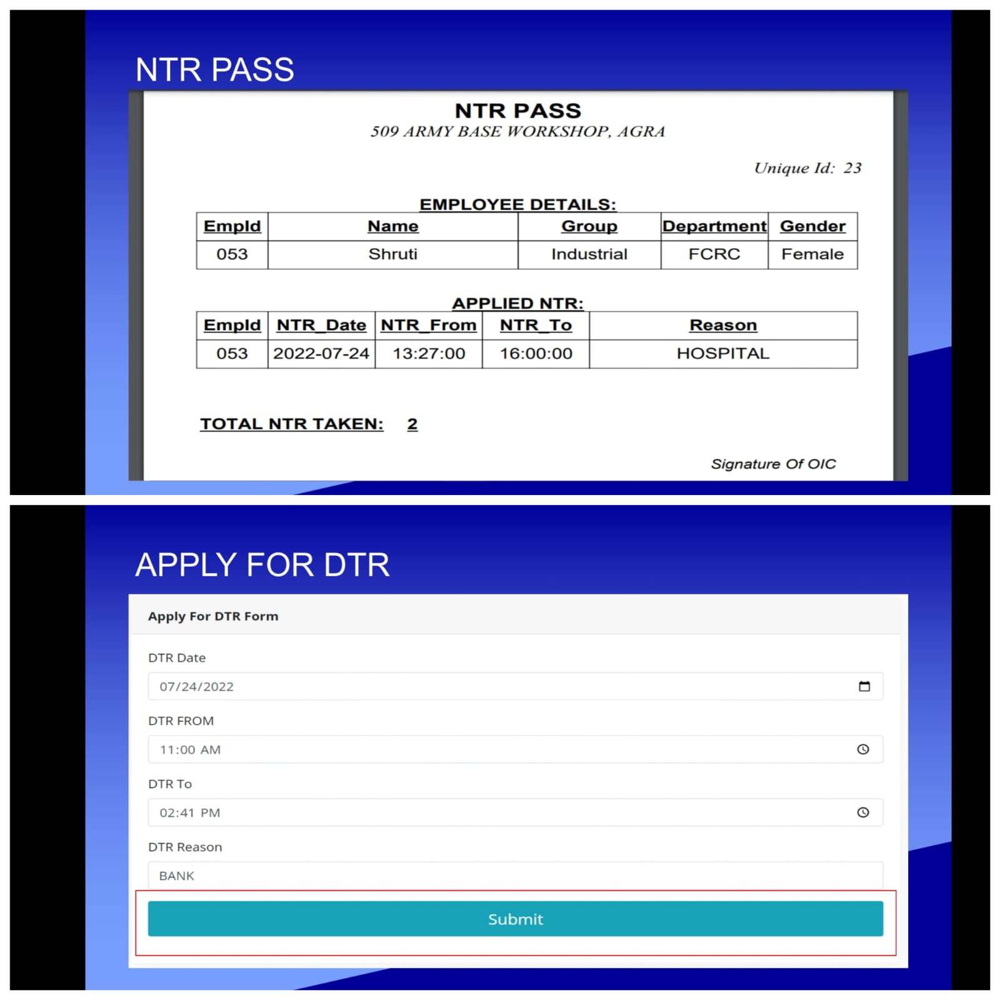 NTR PASS
NTR PASS
509 ARMY BASE WORKSHOP, AGRA
Unique Id: 23
EMPLOYEE DETAILS:
EmpId Name Group Department Gender
053 Shruti Industrial FCRC Female
APPLIED NTR:
EmpId NTR_Date NTR_From NTR_To Reason
053 2022-07-24 13:27:00 16:00:00 HOSPITAL
TOTAL NTR TAKEN: 2
Signature Of OIC
APPLY FOR DTR
Apply For DTR Form
DTR Date
07/24/2022
DTR FROM
11:00 AM
DTR To
02:41 PM
DTR Reason
BANK
Submit